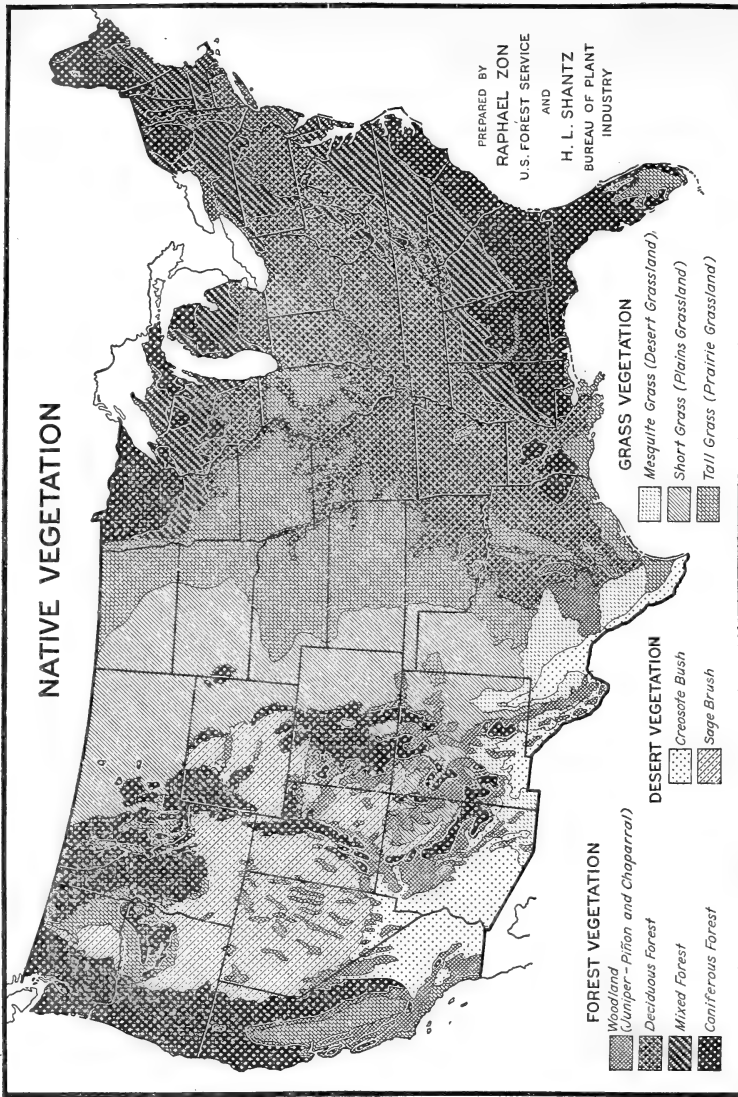 NATIVE VEGETATION
PREPARED BY
RAPHAEL ZON
U.S. FOREST SERVICE
AND
H. L. SHANTZ
BUREAU OF PLANT
INDUSTRY
FOREST VEGETATION
Woodland
(Juniper-Piñon and Choparral)
Deciduous Forest
Mixed Forest
Coniferous Forest
DESERT VEGETATION
Creosote Bush
Sage Brush
GRASS VEGETATION
Mesquite Grass (Desert Grassland),
Short Grass (Plains Grassland)
Tall Grass (Prairie Grassland)